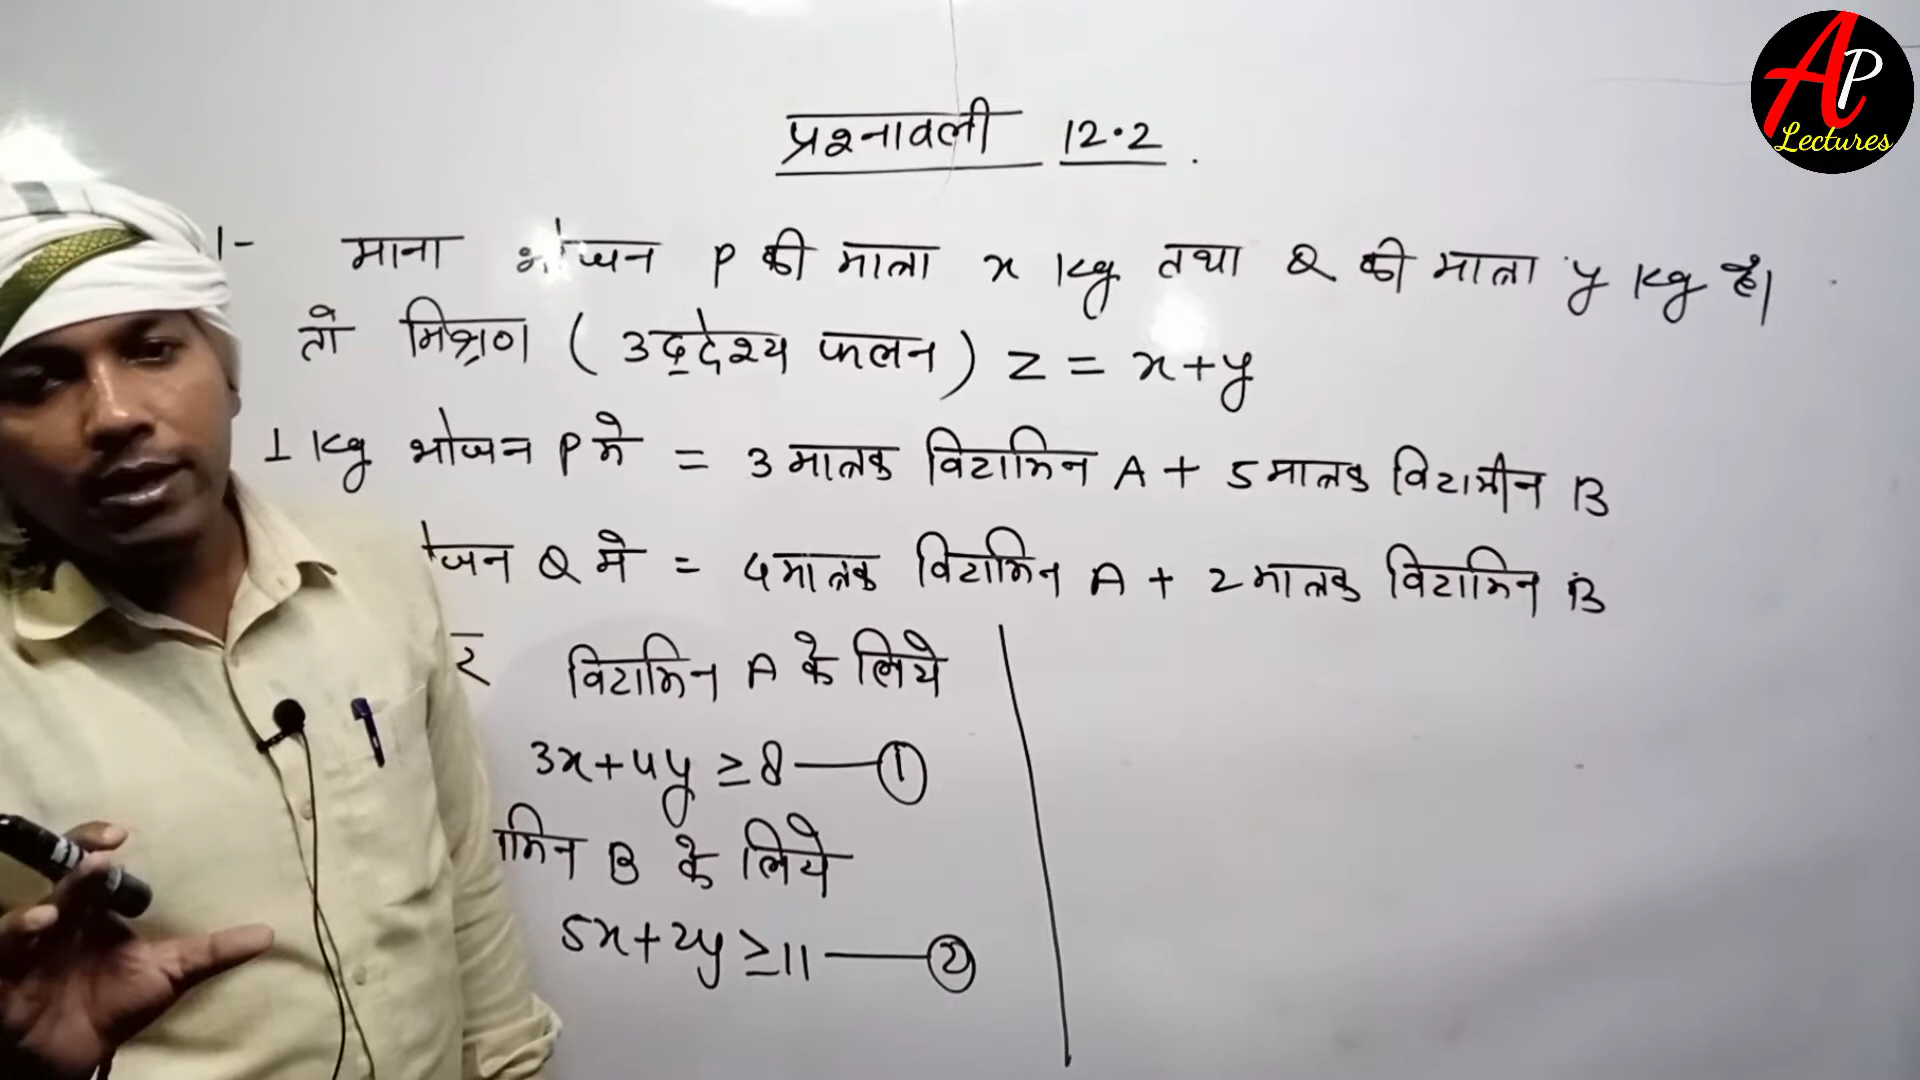 AP Lectures
प्रश्नावली 12.2
1- माना भोजन P की मात्रा x kg तथा Q की मात्रा y kg है।
तो मिश्रण (उद्देश्य फलन) Z = x+y
1 kg भोजन P मे = 3 मात्रक विटामिन A + 5 मात्रक विटामीन B
जन Q मे = 4 मात्रक विटामिन A + 2 मात्रक विटामिन B
र विटामिन A के लिये
3x+4y ≥ 8 —— ①
मिन B के लिये
5x+2y ≥ 11 —— ②